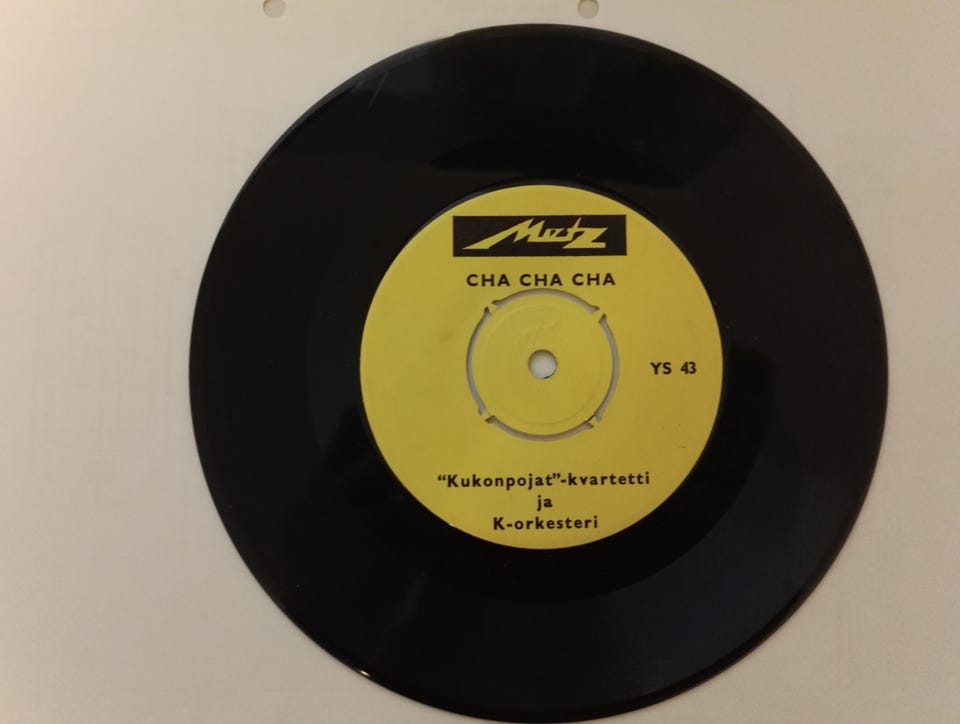 Metz
CHA CHA CHA
YS 43
“Kukonpojat”-kvartetti
ja
K-orkesteri